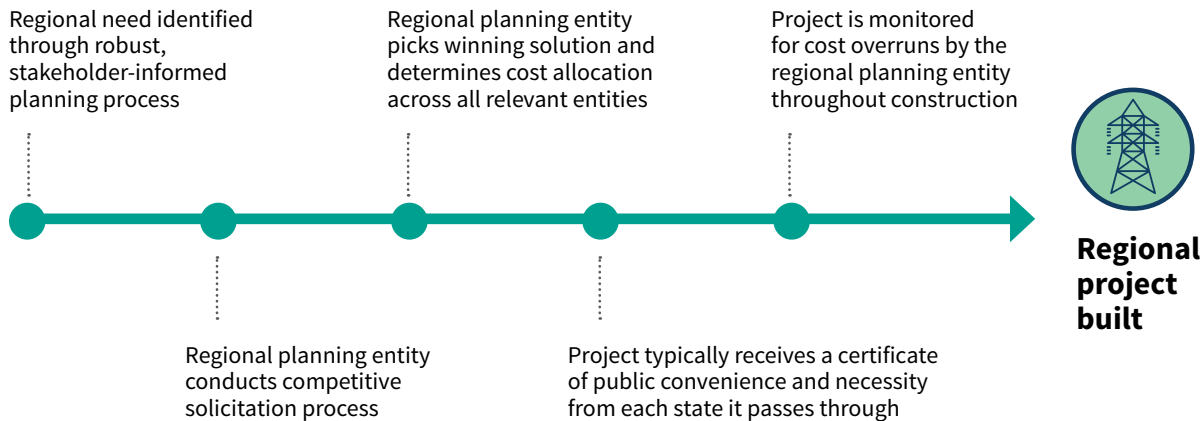 Regional need identified
through robust,
stakeholder-informed
planning process
Regional planning entity
conducts competitive
solicitation process
Regional planning entity
picks winning solution and
determines cost allocation
across all relevant entities
Project typically receives a certificate
of public convenience and necessity
from each state it passes through
Project is monitored
for cost overruns by the
regional planning entity
throughout construction
Regional
project
built